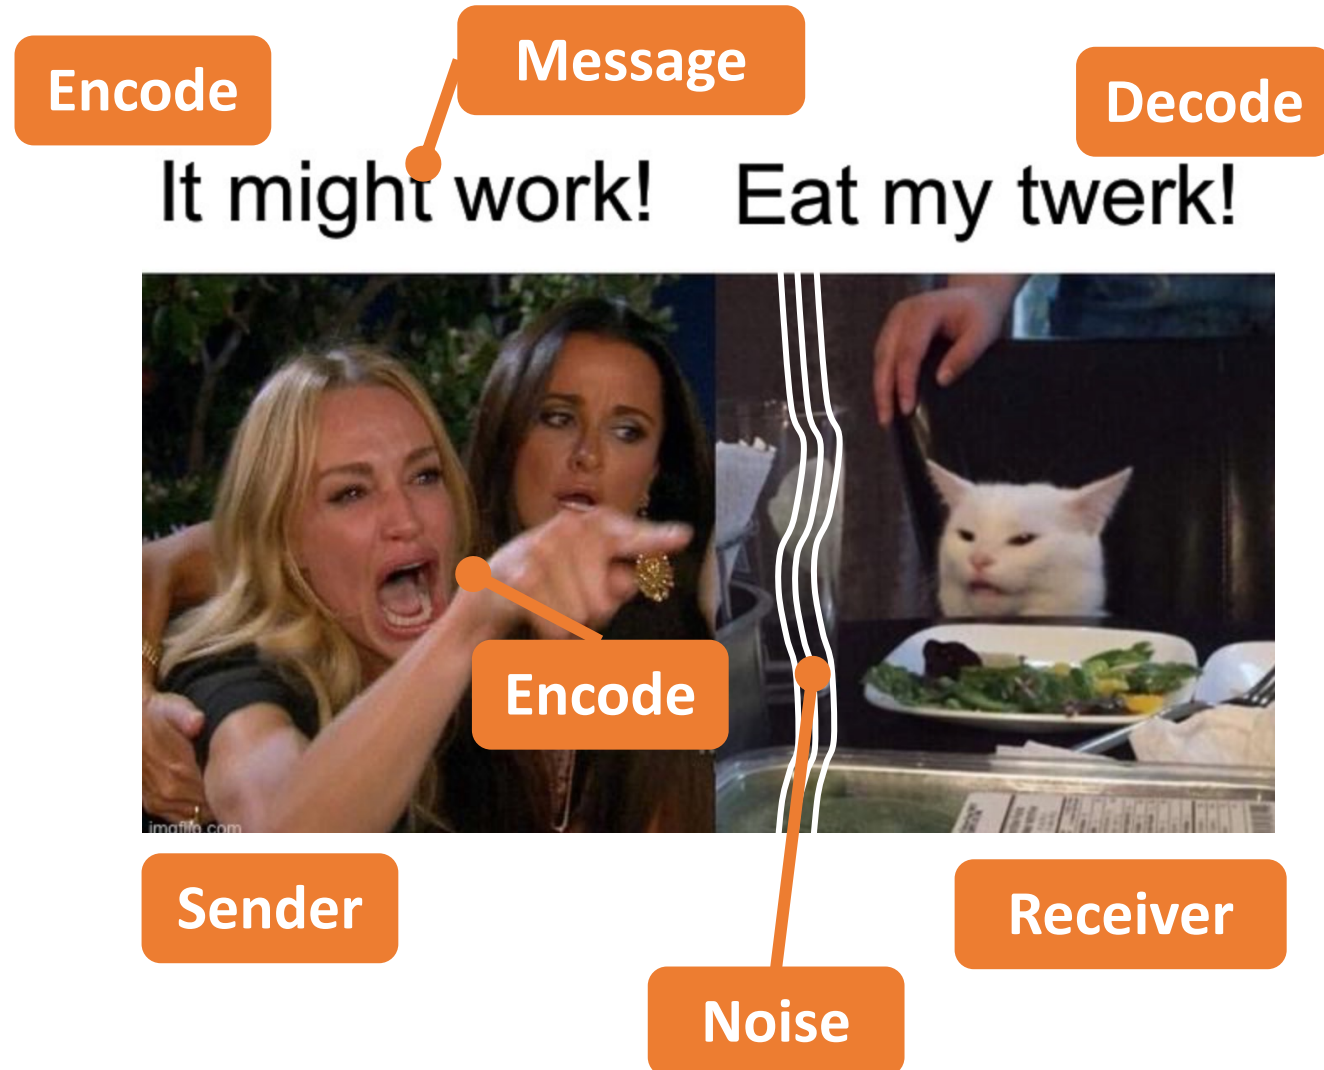 Message
Encode
Decode
It might work!
Eat my twerk!
Encode
imgflip.com
Sender
Receiver
Noise